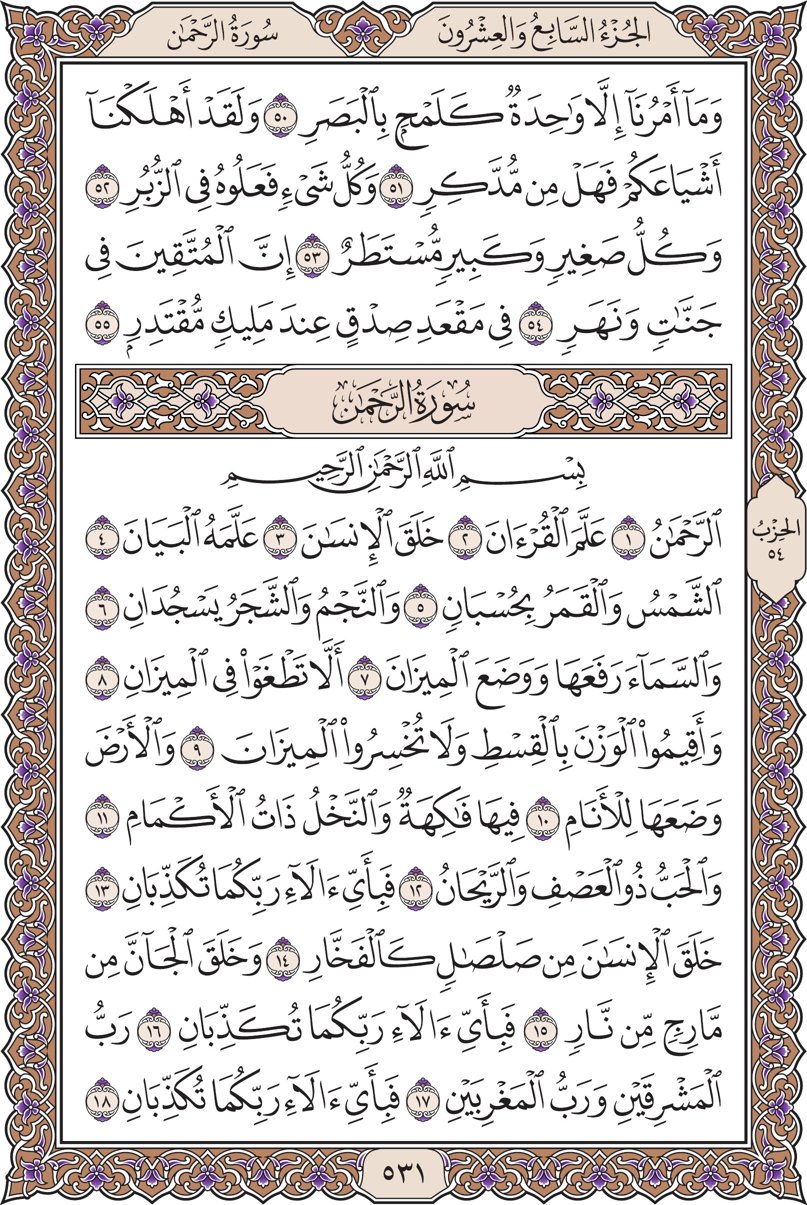 الجُزْءُ السَّابِعُ وَالعِشْرُونَ
سُورَةُ الرَّحْمَٰن
وَمَآ أَمْرُنَآ إِلَّا وَٰحِدَةٌ كَلَمْحٍۭ بِٱلْبَصَرِ ٥٠ وَلَقَدْ أَهْلَكْنَآ
أَشْيَاعَكُمْ فَهَلْ مِن مُّدَّكِرٍ ٥١ وَكُلُّ شَىْءٍ فَعَلُوهُ فِى ٱلزُّبُرِ ٥٢
وَكُلُّ صَغِيرٍ وَكَبِيرٍ مُّسْتَطَرٌ ٥٣ إِنَّ ٱلْمُتَّقِينَ فِى
جَنَّٰتٍ وَنَهَرٍ ٥٤ فِى مَقْعَدِ صِدْقٍ عِندَ مَلِيكٍ مُّقْتَدِرٍۭ ٥٥
سُورَةُ الرَّحْمَٰن
بِسْمِ ٱللَّهِ ٱلرَّحْمَٰنِ ٱلرَّحِيمِ
ٱلرَّحْمَٰنُ ١ عَلَّمَ ٱلْقُرْءَانَ ٢ خَلَقَ ٱلْإِنسَٰنَ ٣ عَلَّمَهُ ٱلْبَيَانَ ٤
الحِزْبُ
٥٤
ٱلشَّمْسُ وَٱلْقَمَرُ بِحُسْبَانٍ ٥ وَٱلنَّجْمُ وَٱلشَّجَرُ يَسْجُدَانِ ٦
وَٱلسَّمَآءَ رَفَعَهَا وَوَضَعَ ٱلْمِيزَانَ ٧ أَلَّا تَطْغَوْا۟ فِى ٱلْمِيزَانِ ٨
وَأَقِيمُوا۟ ٱلْوَزْنَ بِٱلْقِسْطِ وَلَا تُخْسِرُوا۟ ٱلْمِيزَانَ ٩ وَٱلْأَرْضَ
وَضَعَهَا لِلْأَنَامِ ١٠ فِيهَا فَٰكِهَةٌ وَٱلنَّخْلُ ذَاتُ ٱلْأَكْمَامِ ١١
وَٱلْحَبُّ ذُو ٱلْعَصْفِ وَٱلرَّيْحَانُ ١٢ فَبِأَىِّ ءَالَآءِ رَبِّكُمَا تُكَذِّبَانِ ١٣
خَلَقَ ٱلْإِنسَٰنَ مِن صَلْصَٰلٍ كَٱلْفَخَّارِ ١٤ وَخَلَقَ ٱلْجَآنَّ مِن
مَّارِجٍ مِّن نَّارٍ ١٥ فَبِأَىِّ ءَالَآءِ رَبِّكُمَا تُكَذِّبَانِ ١٦ رَبُّ
ٱلْمَشْرِقَيْنِ وَرَبُّ ٱلْمَغْرِبَيْنِ ١٧ فَبِأَىِّ ءَالَآءِ رَبِّكُمَا تُكَذِّبَانِ ١٨
٥٣١